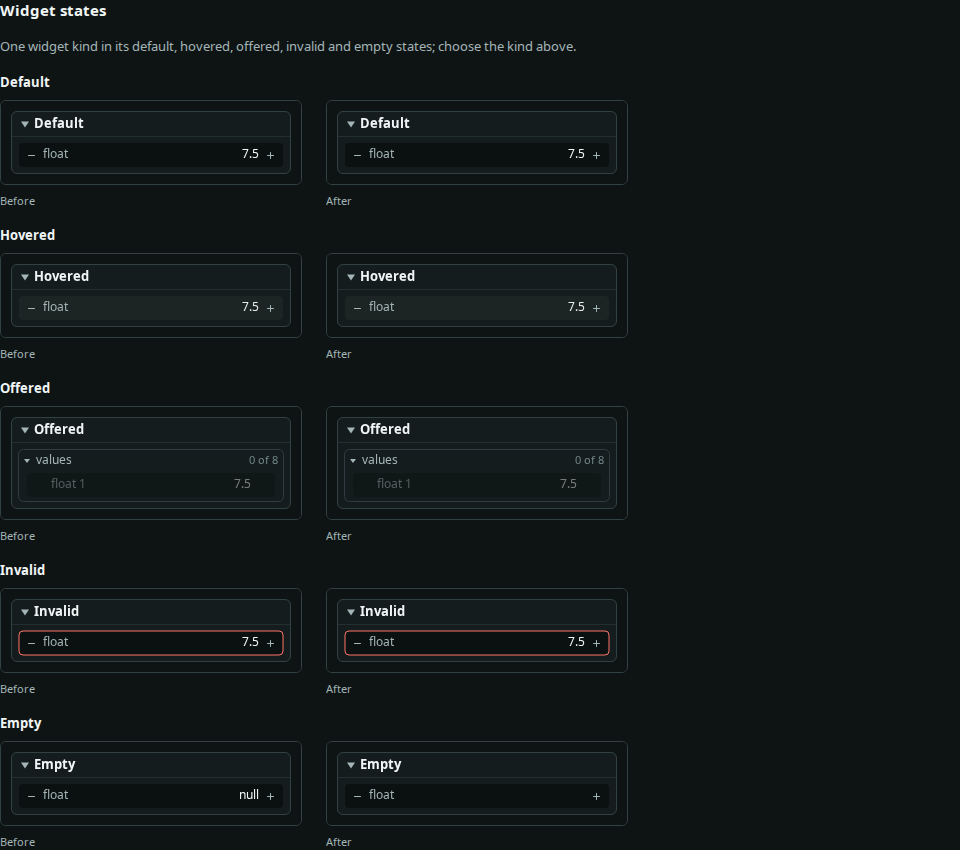 Widget states
One widget kind in its default, hovered, offered, invalid and empty states; choose the kind above.
Default
Default
Default
– float 7.5 +
– float 7.5 +
Before
After
Hovered
Hovered
Hovered
– float 7.5 +
– float 7.5 +
Before
After
Offered
Offered
Offered
values 0 of 8
values 0 of 8
float 1 7.5
float 1 7.5
Before
After
Invalid
Invalid
Invalid
– float 7.5 +
– float 7.5 +
Before
After
Empty
Empty
Empty
– float null +
– float +
Before
After